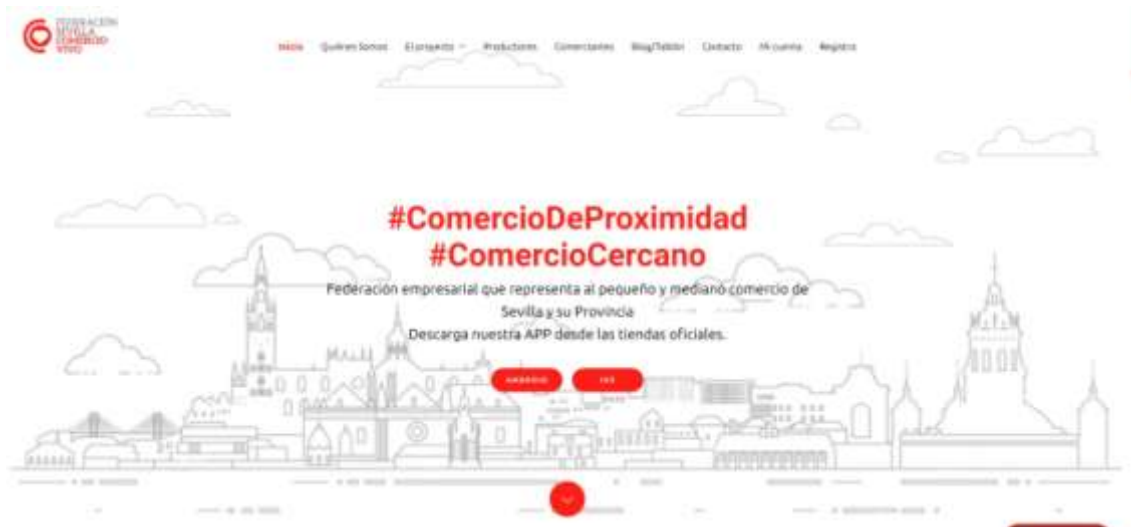 FEDERACIÓN
SEVILLA
COMERCIO
VIVO
Inicio Quiénes Somos El proyecto Productores Comerciantes Blog/Tablón Contacto Mi cuenta Registro
#ComercioDeProximidad
#ComercioCercano
Federación empresarial que representa al pequeño y mediano comercio de
Sevilla y su Provincia
Descarga nuestra APP desde las tiendas oficiales.
ANDROID IOS